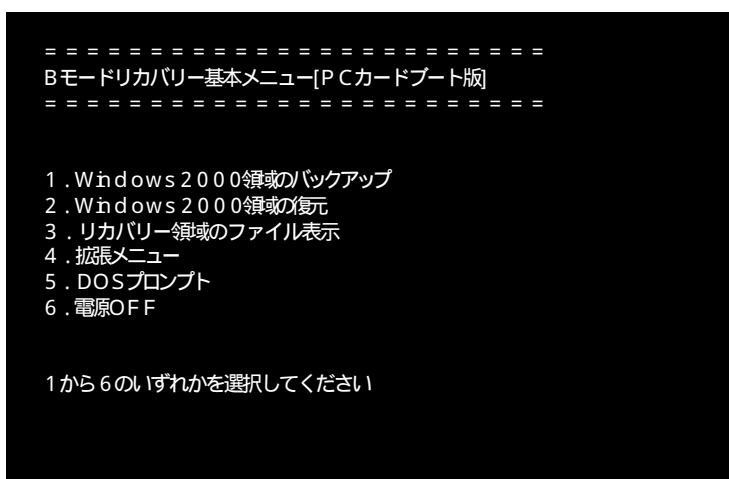 ＝＝＝＝＝＝＝＝＝＝＝＝＝＝＝＝＝＝＝＝＝＝＝＝
Ｂモードリカバリー基本メニュー[ＰＣカードブート版]
＝＝＝＝＝＝＝＝＝＝＝＝＝＝＝＝＝＝＝＝＝＝＝＝
１．Ｗｉｎｄｏｗｓ２０００領域のバックアップ
２．Ｗｉｎｄｏｗｓ２０００領域の復元
３．リカバリー領域のファイル表示
４．拡張メニュー
５．ＤＯＳプロンプト
６．電源ＯＦＦ
１から６のいずれかを選択してください